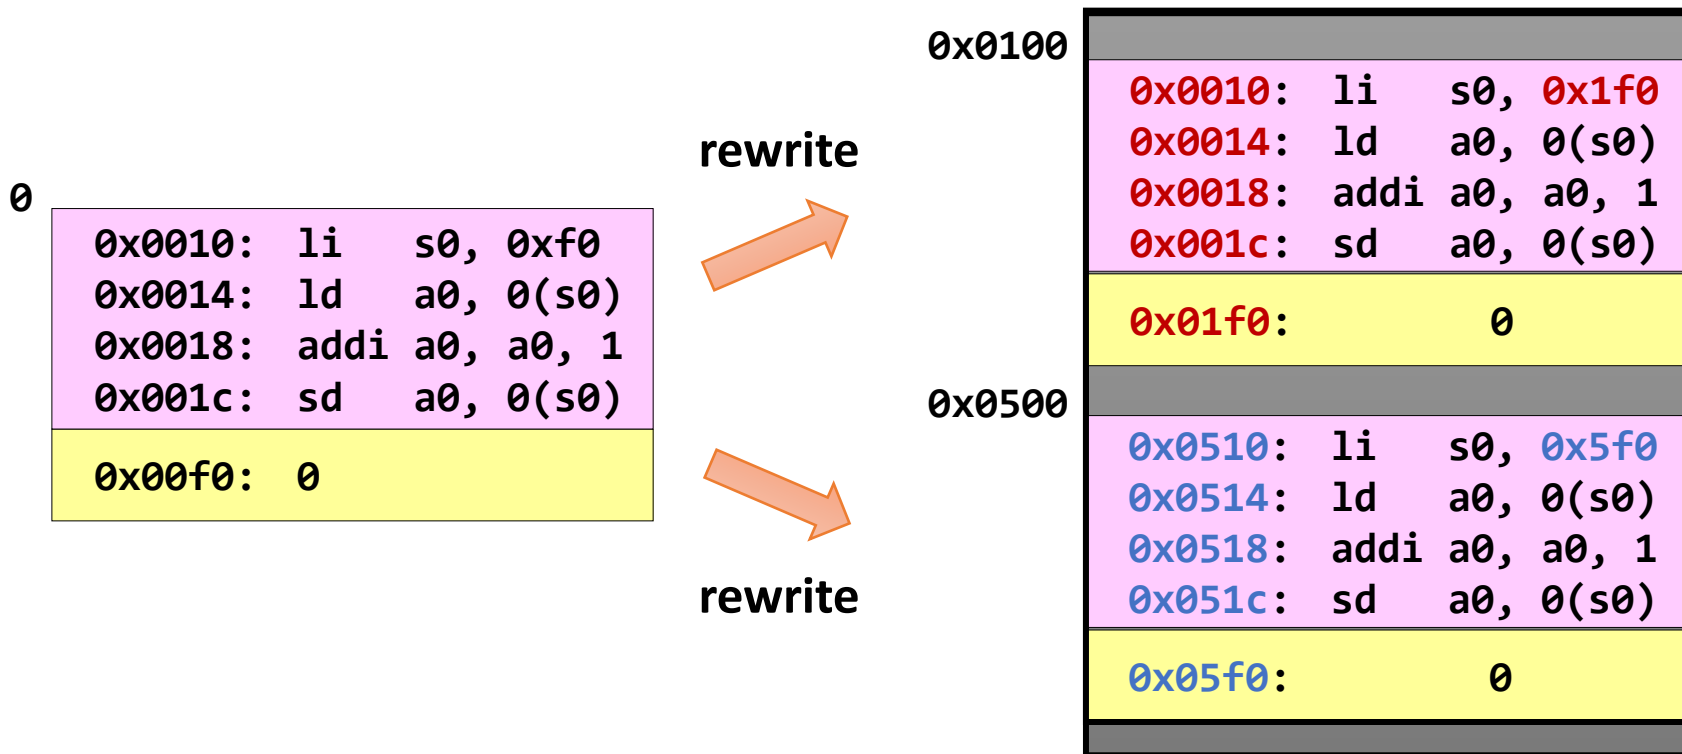 0
0x0010: li s0, 0xf0
0x0014: ld a0, 0(s0)
0x0018: addi a0, a0, 1
0x001c: sd a0, 0(s0)
0x00f0: 0
rewrite
rewrite
0x0100
0x0010: li s0, 0x1f0
0x0014: ld a0, 0(s0)
0x0018: addi a0, a0, 1
0x001c: sd a0, 0(s0)
0x01f0: 0
0x0500
0x0510: li s0, 0x5f0
0x0514: ld a0, 0(s0)
0x0518: addi a0, a0, 1
0x051c: sd a0, 0(s0)
0x05f0: 0